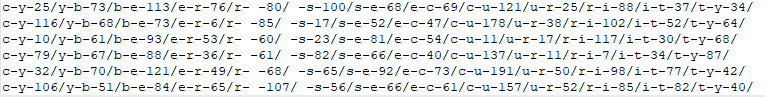 c-y-25/y-b-73/b-e-113/e-r-76/r- -80/ -s-100/s-e-68/e-c-69/c-u-121/u-r-25/r-i-88/i-t-37/t-y-34/
c-y-116/y-b-68/b-e-73/e-r-6/r- -85/ -s-17/s-e-52/e-c-47/c-u-178/u-r-38/r-i-102/i-t-52/t-y-64/
c-y-10/y-b-61/b-e-93/e-r-53/r- -60/ -s-23/s-e-81/e-c-54/c-u-11/u-r-17/r-i-117/i-t-30/t-y-68/
c-y-79/y-b-67/b-e-88/e-r-36/r- -61/ -s-82/s-e-66/e-c-40/c-u-137/u-r-11/r-i-7/i-t-34/t-y-87/
c-y-32/y-b-70/b-e-121/e-r-49/r- -68/ -s-65/s-e-92/e-c-73/c-u-191/u-r-50/r-i-98/i-t-77/t-y-42/
c-y-106/y-b-51/b-e-84/e-r-65/r- -107/ -s-56/s-e-66/e-c-61/c-u-157/u-r-52/r-i-85/i-t-82/t-y-40/